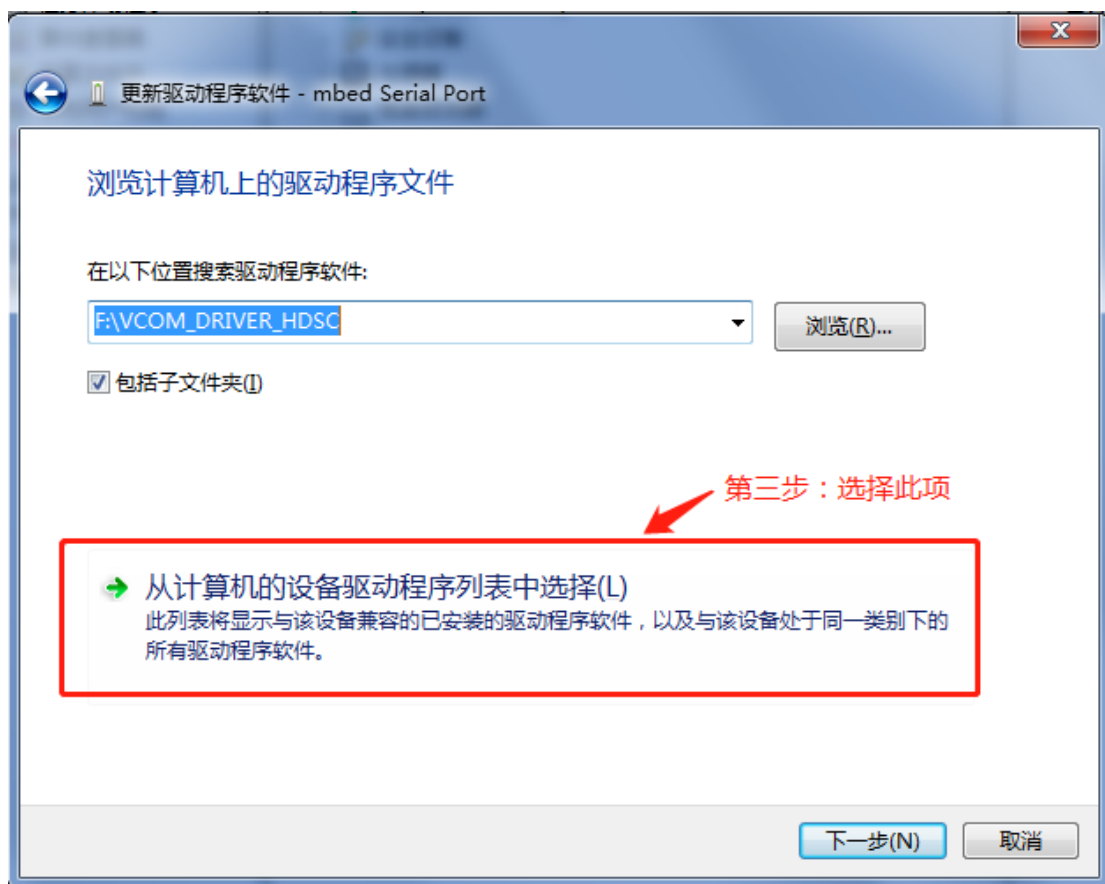 更新驱动程序软件 - mbed Serial Port
浏览计算机上的驱动程序文件
在以下位置搜索驱动程序软件:
F:\VCOM_DRIVER_HDSC
浏览(R)...
包括子文件夹(I)
第三步：选择此项
从计算机的设备驱动程序列表中选择(L)
此列表将显示与该设备兼容的已安装的驱动程序软件，以及与该设备处于同一类别下的
所有驱动程序软件。
下一步(N)
取消